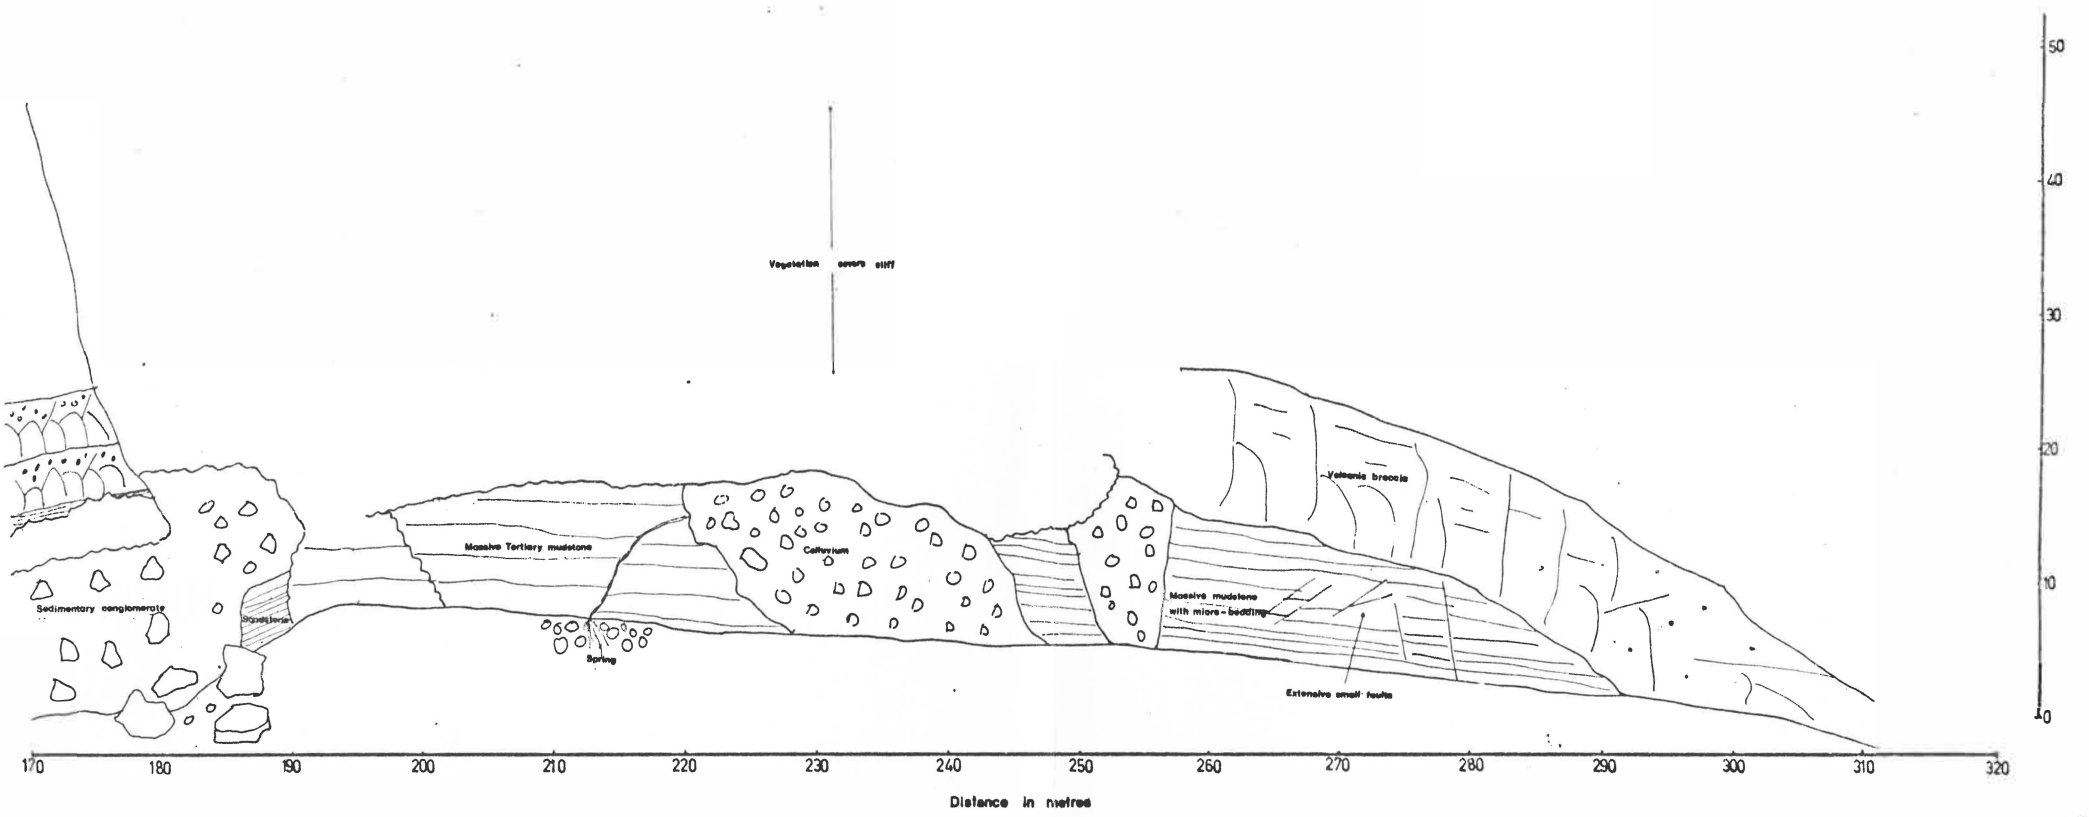 50
40
Vegetation covers cliff
30
20
Volcanic breccia
Massive Tertiary mudstone
Colluvium
10
Massive mudstone
with micro-bedding
Sedimentary conglomerate
Sandstone
Spring
Extensive small faults
0
170 180 190 200 210 220 230 240 250 260 270 280 290 300 310 320
Distance in metres